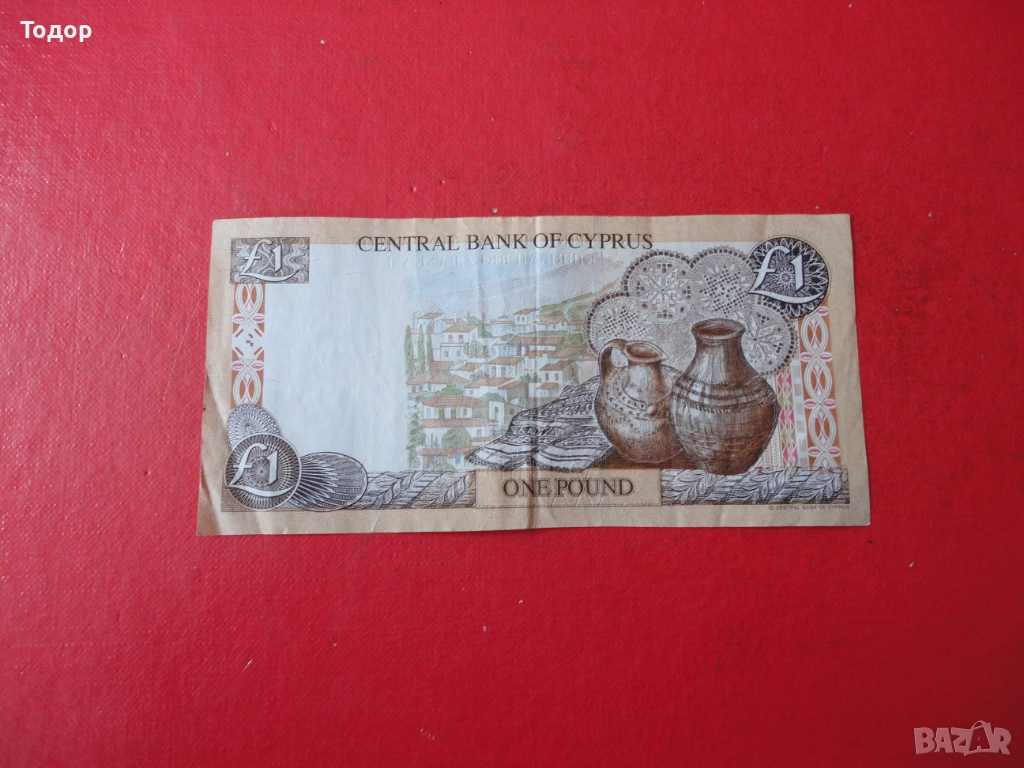 Тодор
CENTRAL BANK OF CYPRUS
£1
£1
£1
ONE POUND
© CENTRAL BANK OF CYPRUS
BAZAR